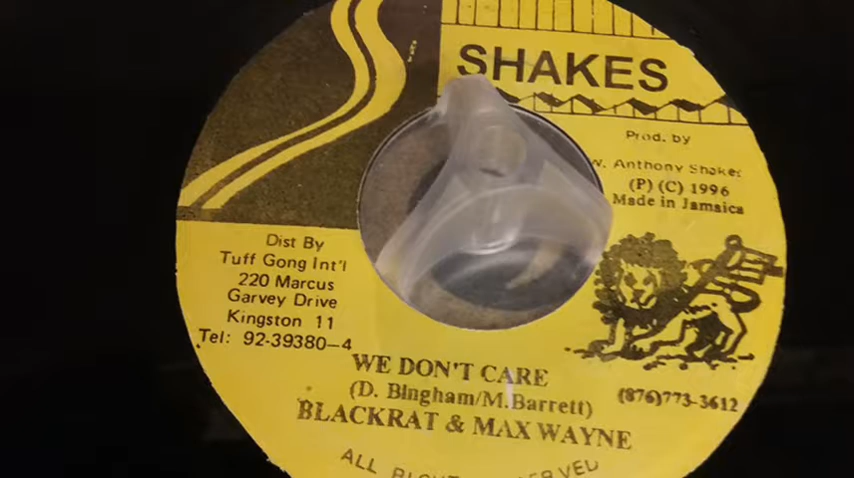 SHAKES
Prod. by
W. Anthony Shakes
(P) (C) 1996
Made in Jamaica
Dist By
Tuff Gong Int'l
220 Marcus
Garvey Drive
Kingston 11
Tel: 92-39380-4
WE DON'T CARE
(D. Bingham/M.Barrett)
(876)773-3612
BLACKRAT & MAX WAYNE
ALL